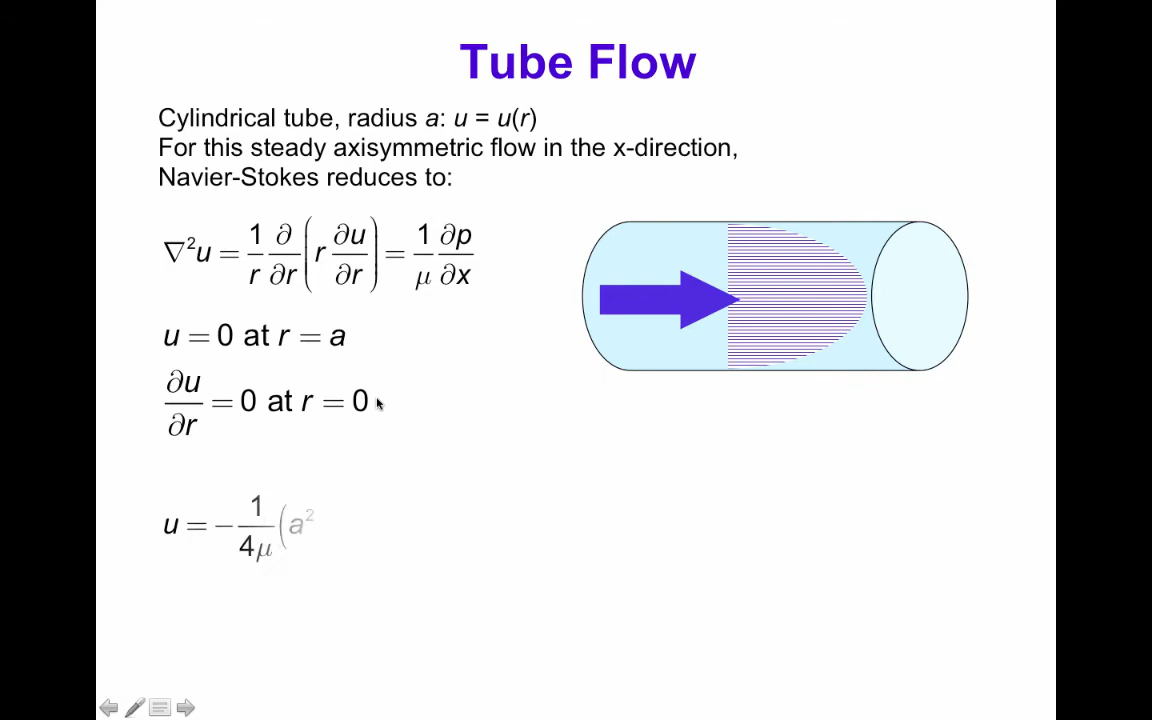 Tube Flow
Cylindrical tube, radius a: u = u(r)
For this steady axisymmetric flow in the x-direction,
Navier-Stokes reduces to:
∇²u = 1/r ∂/∂r (r ∂u/∂r) = 1/μ ∂p/∂x
u = 0 at r = a
∂u/∂r = 0 at r = 0
u = − 1/4μ (a²